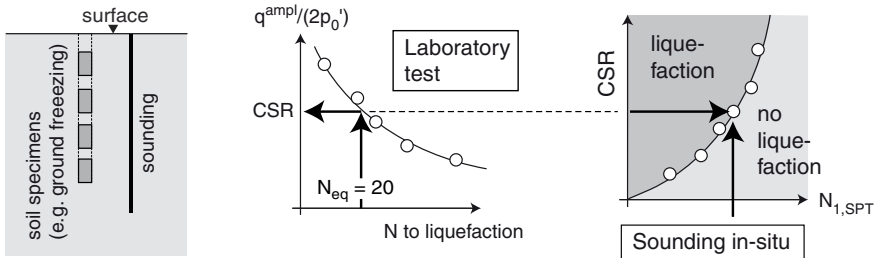 surface
soil specimens
(e.g. ground freeezing)
sounding
q^ampl/(2p₀')
Laboratory
test
CSR
N_eq = 20
N to liquefaction
CSR
lique-
faction
no
lique-
faction
N_1,SPT
Sounding in-situ